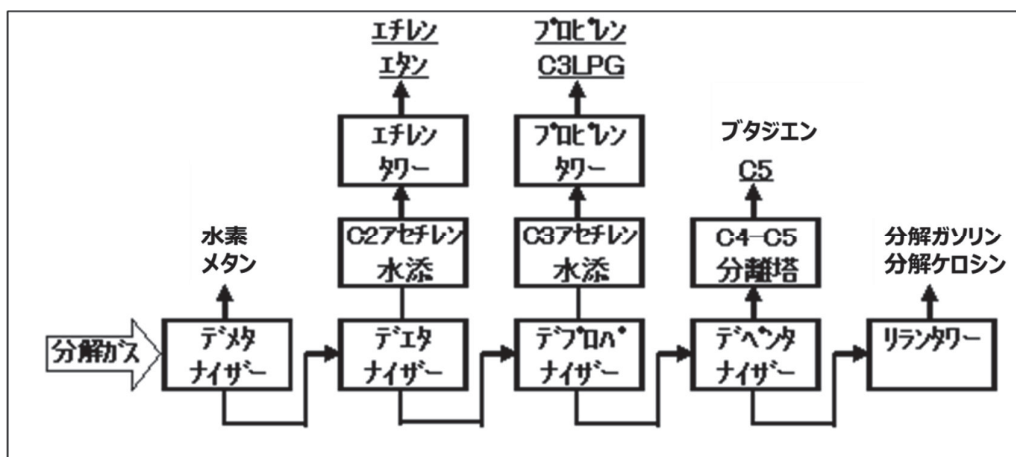 エチレン
エタン
プロピレン
C3LPG
エチレン
タワー
プロピレン
タワー
ブタジエン
C5
水素
メタン
C2アセチレン
水添
C3アセチレン
水添
C4-C5
分離塔
分解ガソリン
分解ケロシン
分解ガス
デメタ
ナイザー
デエタ
ナイザー
デプロパ
ナイザー
デペンタ
ナイザー
リランタワー